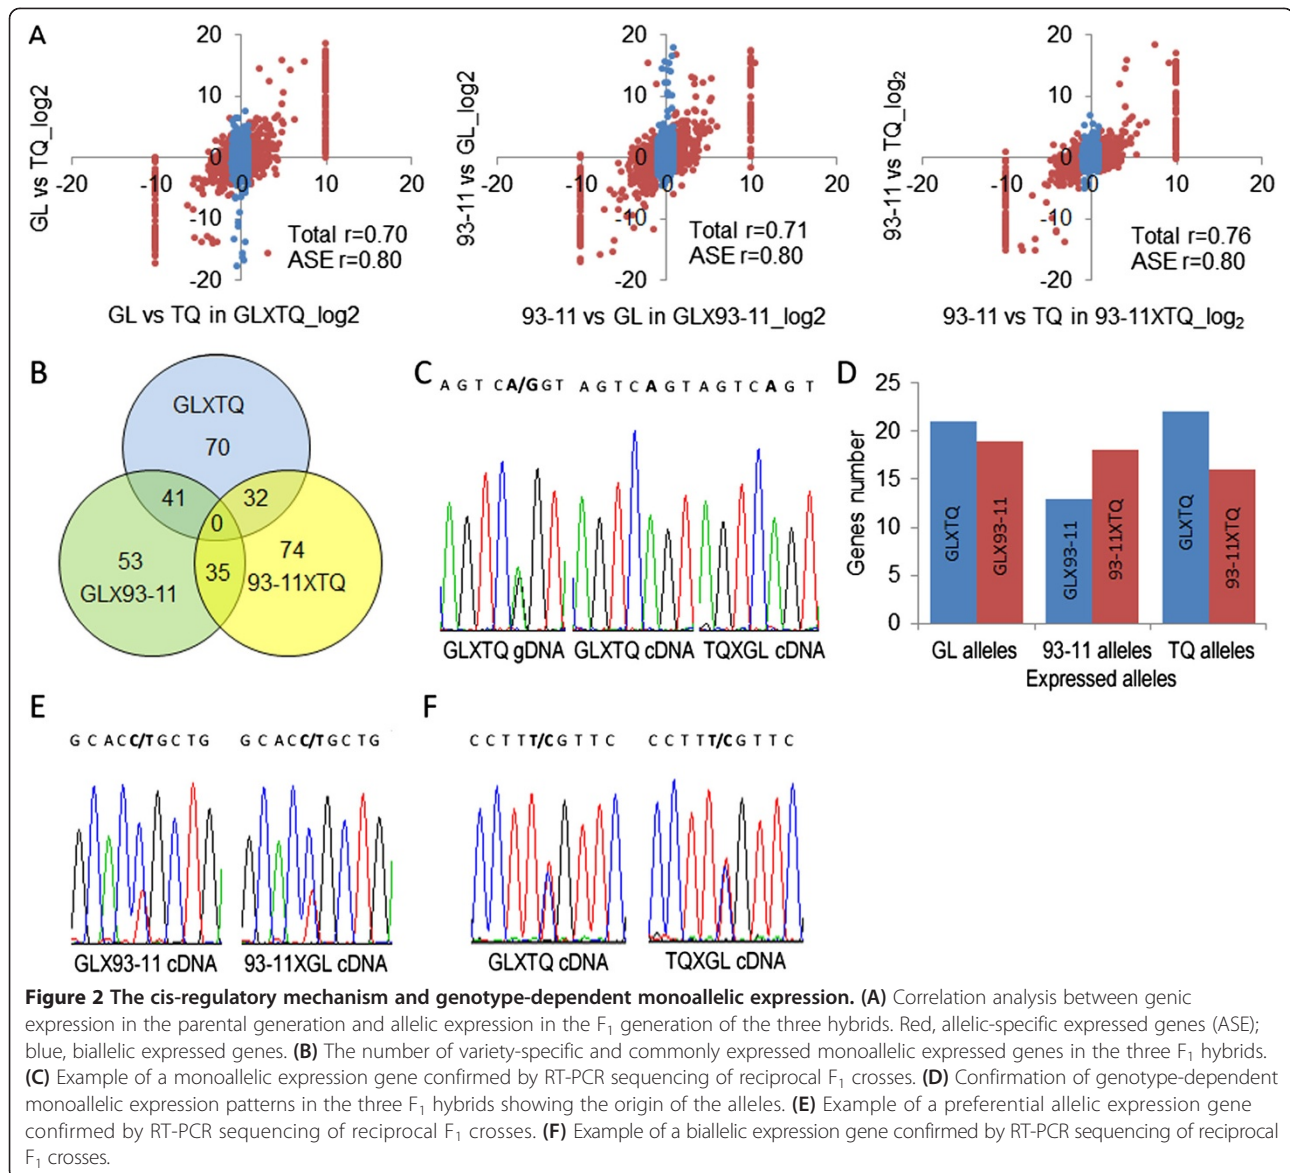 A
20
10
0
-10
-20
-20
-10
0
10
20
GL vs TQ_log2
Total r=0.70
ASE r=0.80
GL vs TQ in GLXTQ_log2
20
10
0
-10
-20
-20
-10
0
10
20
93-11 vs GL_log2
Total r=0.71
ASE r=0.80
93-11 vs GL in GLX93-11_log2
20
10
0
-10
-20
-20
-10
0
10
20
93-11 vs TQ_log₂
Total r=0.76
ASE r=0.80
93-11 vs TQ in 93-11XTQ_log₂
B
GLXTQ
70
41
32
0
53
GLX93-11
35
74
93-11XTQ
C
A G T C A/G G T A G T C A G T A G T C A G T
GLXTQ gDNA GLXTQ cDNA TQXGL cDNA
D
25
20
15
10
5
0
Genes number
GLXTQ
GLX93-11
GLX93-11
93-11XTQ
GLXTQ
93-11XTQ
GL alleles 93-11 alleles TQ alleles
Expressed alleles
E
G C A C C/T G C T G G C A C C/T G C T G
GLX93-11 cDNA 93-11XGL cDNA
F
C C T T T/C G T T C C C T T T/C G T T C
GLXTQ cDNA TQXGL cDNA
Figure 2 The cis-regulatory mechanism and genotype-dependent monoallelic expression. (A) Correlation analysis between genic
expression in the parental generation and allelic expression in the F₁ generation of the three hybrids. Red, allelic-specific expressed genes (ASE);
blue, biallelic expressed genes. (B) The number of variety-specific and commonly expressed monoallelic expressed genes in the three F₁ hybrids.
(C) Example of a monoallelic expression gene confirmed by RT-PCR sequencing of reciprocal F₁ crosses. (D) Confirmation of genotype-dependent
monoallelic expression patterns in the three F₁ hybrids showing the origin of the alleles. (E) Example of a preferential allelic expression gene
confirmed by RT-PCR sequencing of reciprocal F₁ crosses. (F) Example of a biallelic expression gene confirmed by RT-PCR sequencing of reciprocal
F₁ crosses.